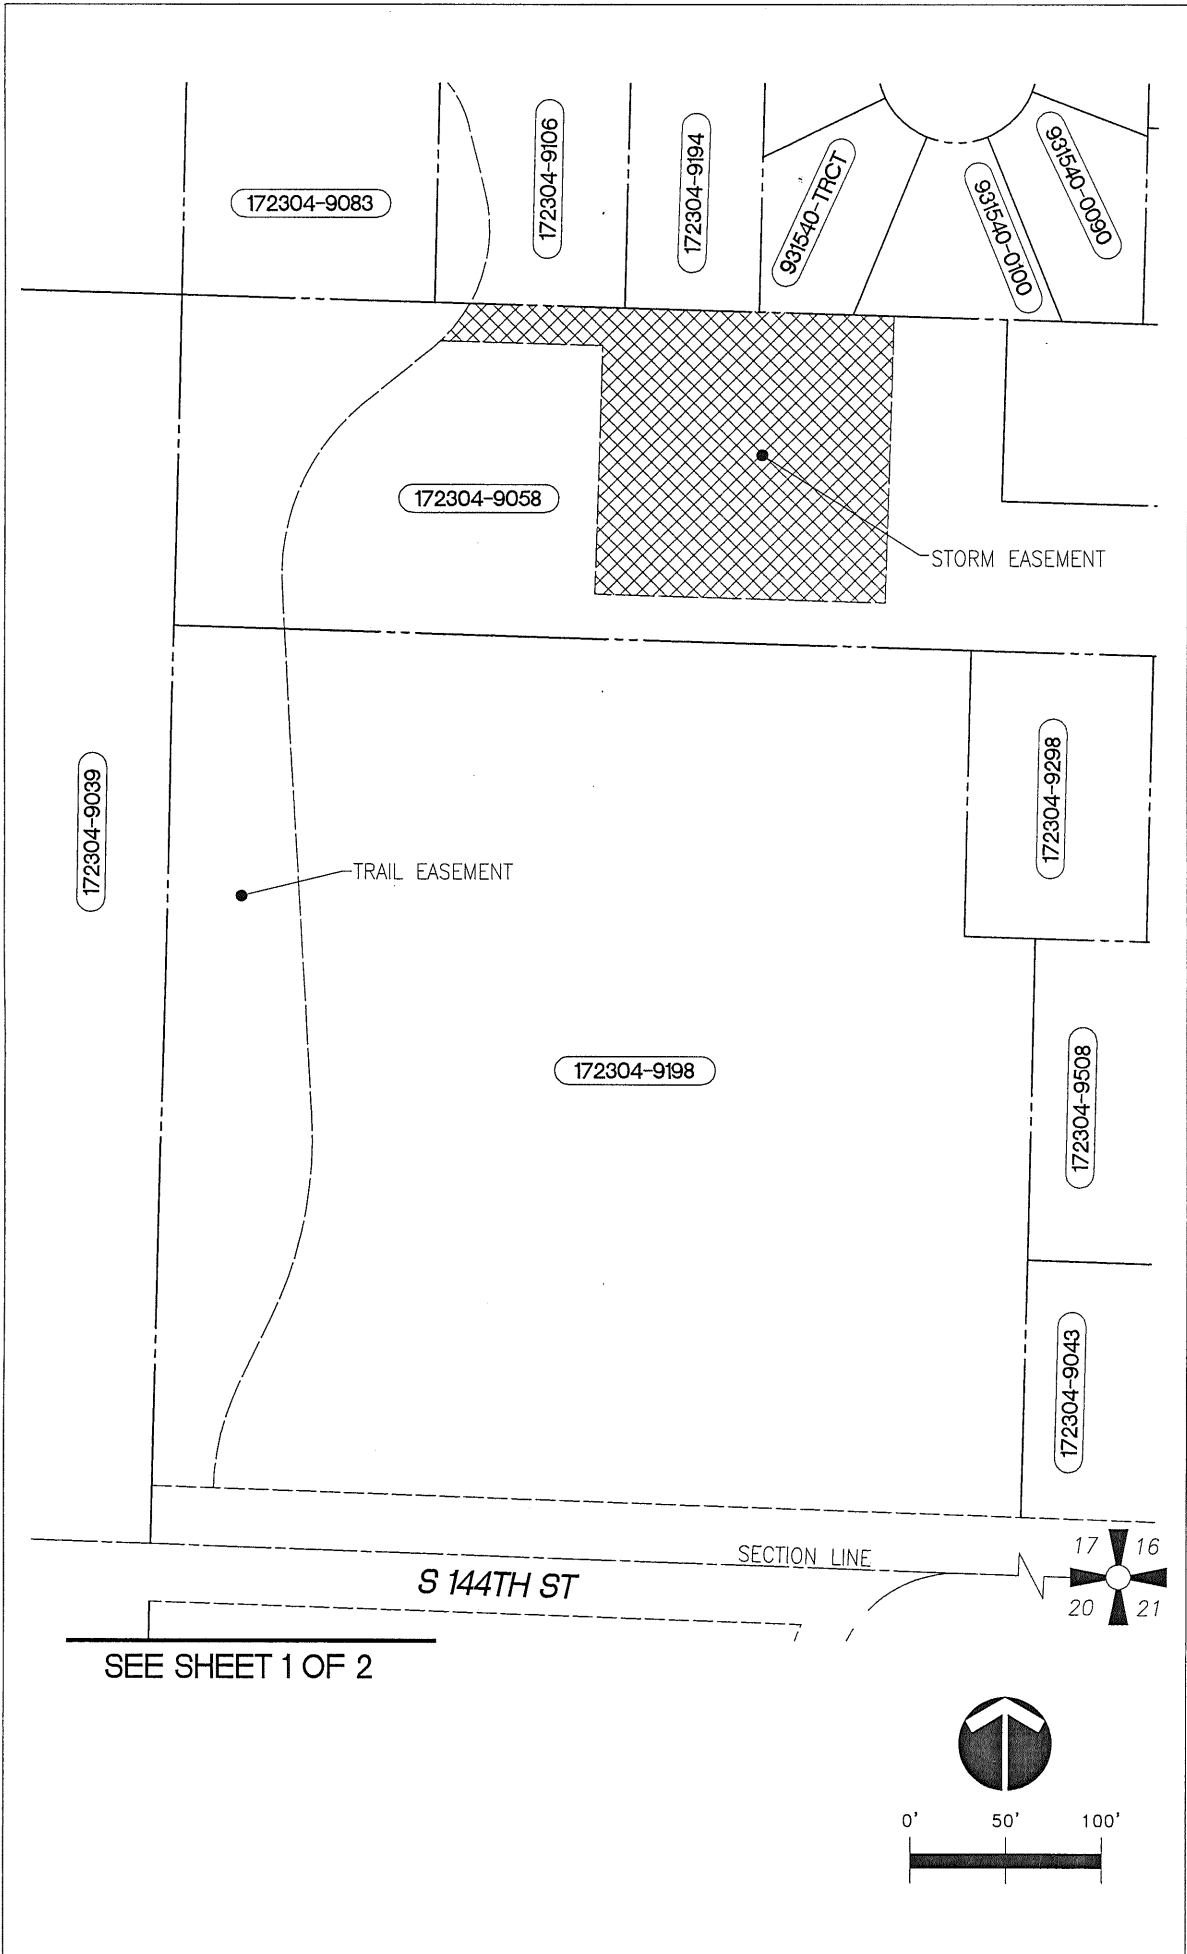 172304-9083
172304-9106
172304-9194
931540-TRCT
931540-0100
931540-0090
172304-9058
STORM EASEMENT
172304-9039
172304-9298
TRAIL EASEMENT
172304-9198
172304-9508
172304-9043
SECTION LINE
S 144TH ST
17 16
20 21
SEE SHEET 1 OF 2
0' 50' 100'